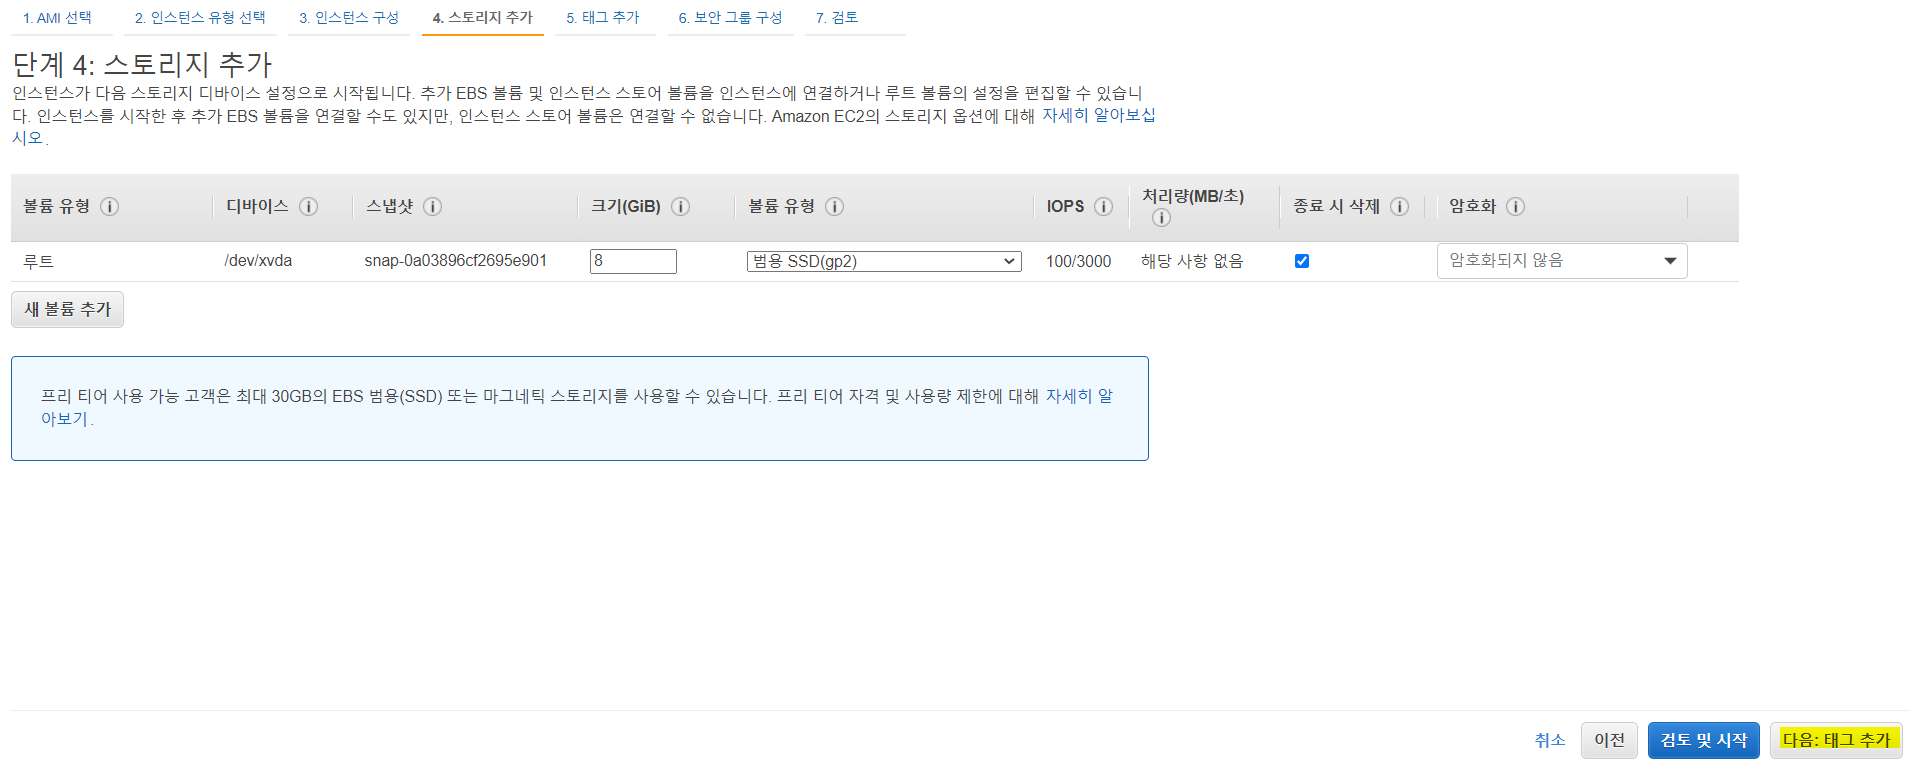 1. AMI 선택 2. 인스턴스 유형 선택 3. 인스턴스 구성 4. 스토리지 추가 5. 태그 추가 6. 보안 그룹 구성 7. 검토
단계 4: 스토리지 추가
인스턴스가 다음 스토리지 디바이스 설정으로 시작됩니다. 추가 EBS 볼륨 및 인스턴스 스토어 볼륨을 인스턴스에 연결하거나 루트 볼륨의 설정을 편집할 수 있습니
다. 인스턴스를 시작한 후 추가 EBS 볼륨을 연결할 수도 있지만, 인스턴스 스토어 볼륨은 연결할 수 없습니다. Amazon EC2의 스토리지 옵션에 대해 자세히 알아보십
시오.
볼륨 유형 디바이스 스냅샷 크기(GiB) 볼륨 유형 IOPS 처리량(MB/초) 종료 시 삭제 암호화
루트 /dev/xvda snap-0a03896cf2695e901 8 범용 SSD(gp2) 100/3000 해당 사항 없음 암호화되지 않음
새 볼륨 추가
프리 티어 사용 가능 고객은 최대 30GB의 EBS 범용(SSD) 또는 마그네틱 스토리지를 사용할 수 있습니다. 프리 티어 자격 및 사용량 제한에 대해 자세히 알
아보기.
취소 이전 검토 및 시작 다음: 태그 추가